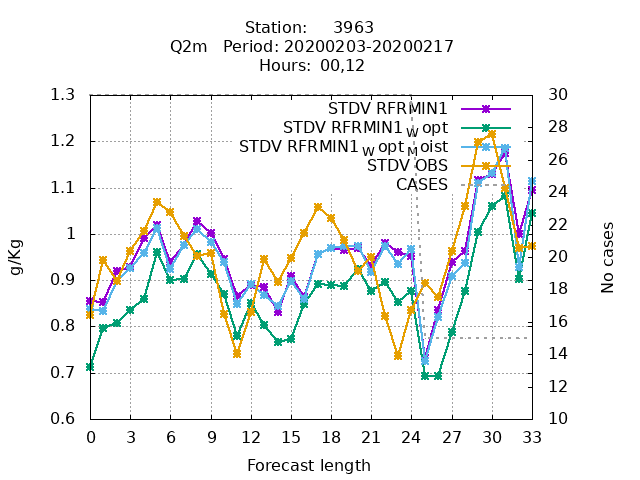 Station:     3963
Q2m   Period: 20200203-20200217
Hours:  00,12
STDV RFRMIN1
STDV RFRMIN1_W opt
STDV RFRMIN1_W opt_M oist
STDV OBS
CASES
1.3
1.2
1.1
1
0.9
0.8
0.7
0.6
g/Kg
30
28
26
24
22
20
18
16
14
12
10
No cases
0 3 6 9 12 15 18 21 24 27 30 33
Forecast length